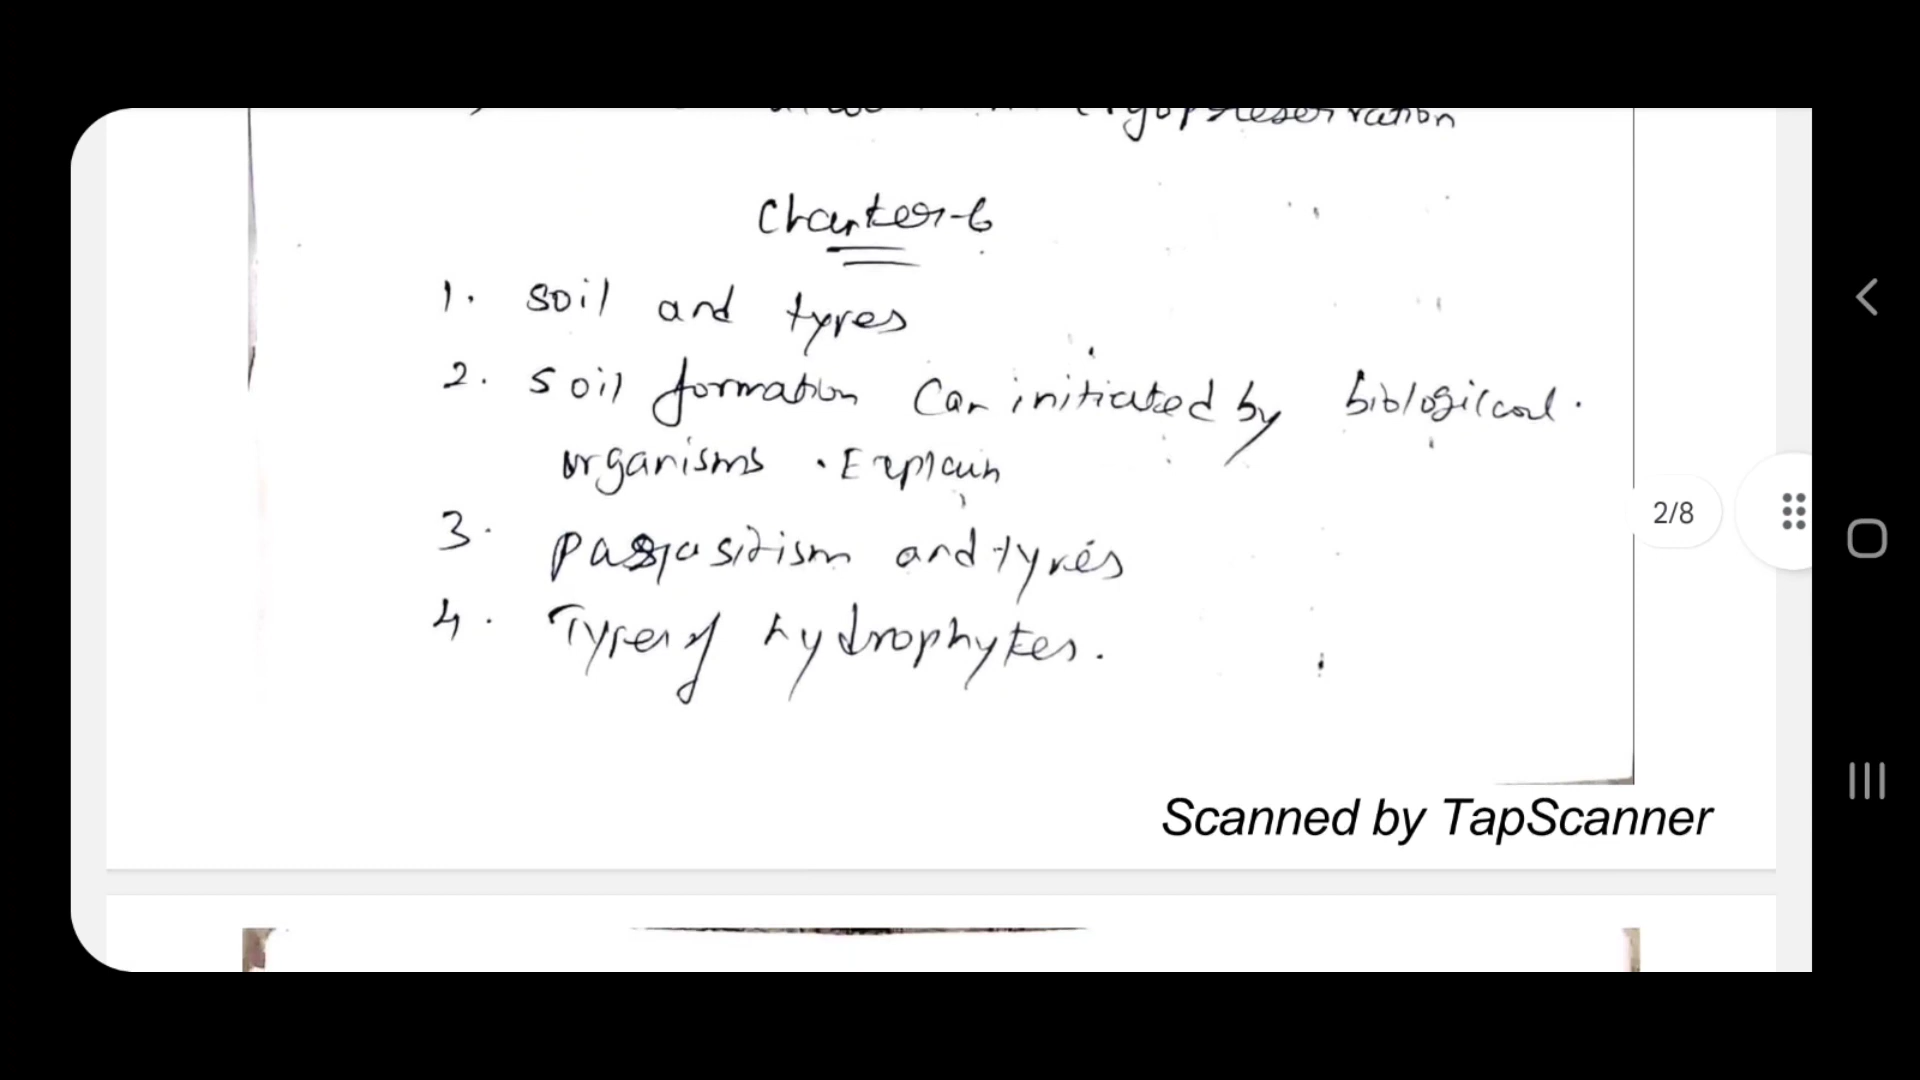 Cryopreservation
Chapter-6
1. soil and types
2. soil formation can initiated by biological
organisms. Explain
3. parasitism and types
4. Types of hydrophytes.
2/8
Scanned by TapScanner